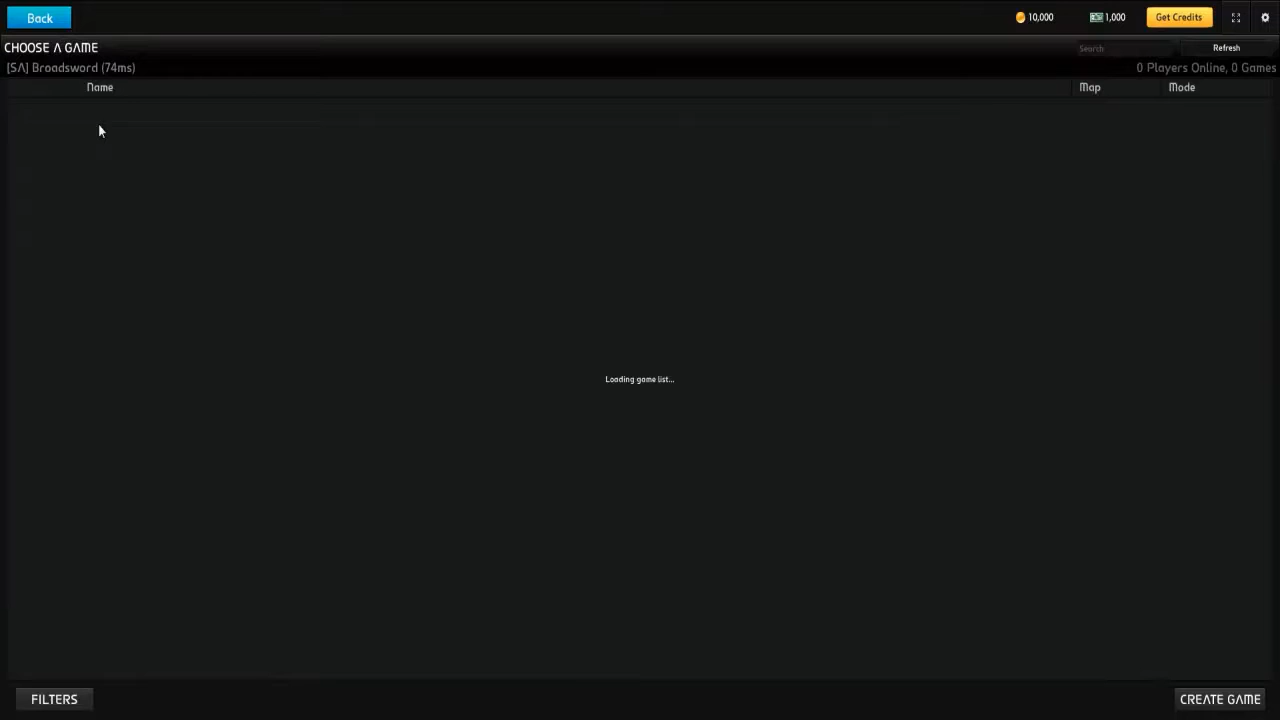 Back
10,000
1,000
Get Credits
CHOOSE A GAME
Search
Refresh
[SA] Broadsword (74ms)
0 Players Online, 0 Games
Name
Map
Mode
Loading game list...
FILTERS
CREATE GAME